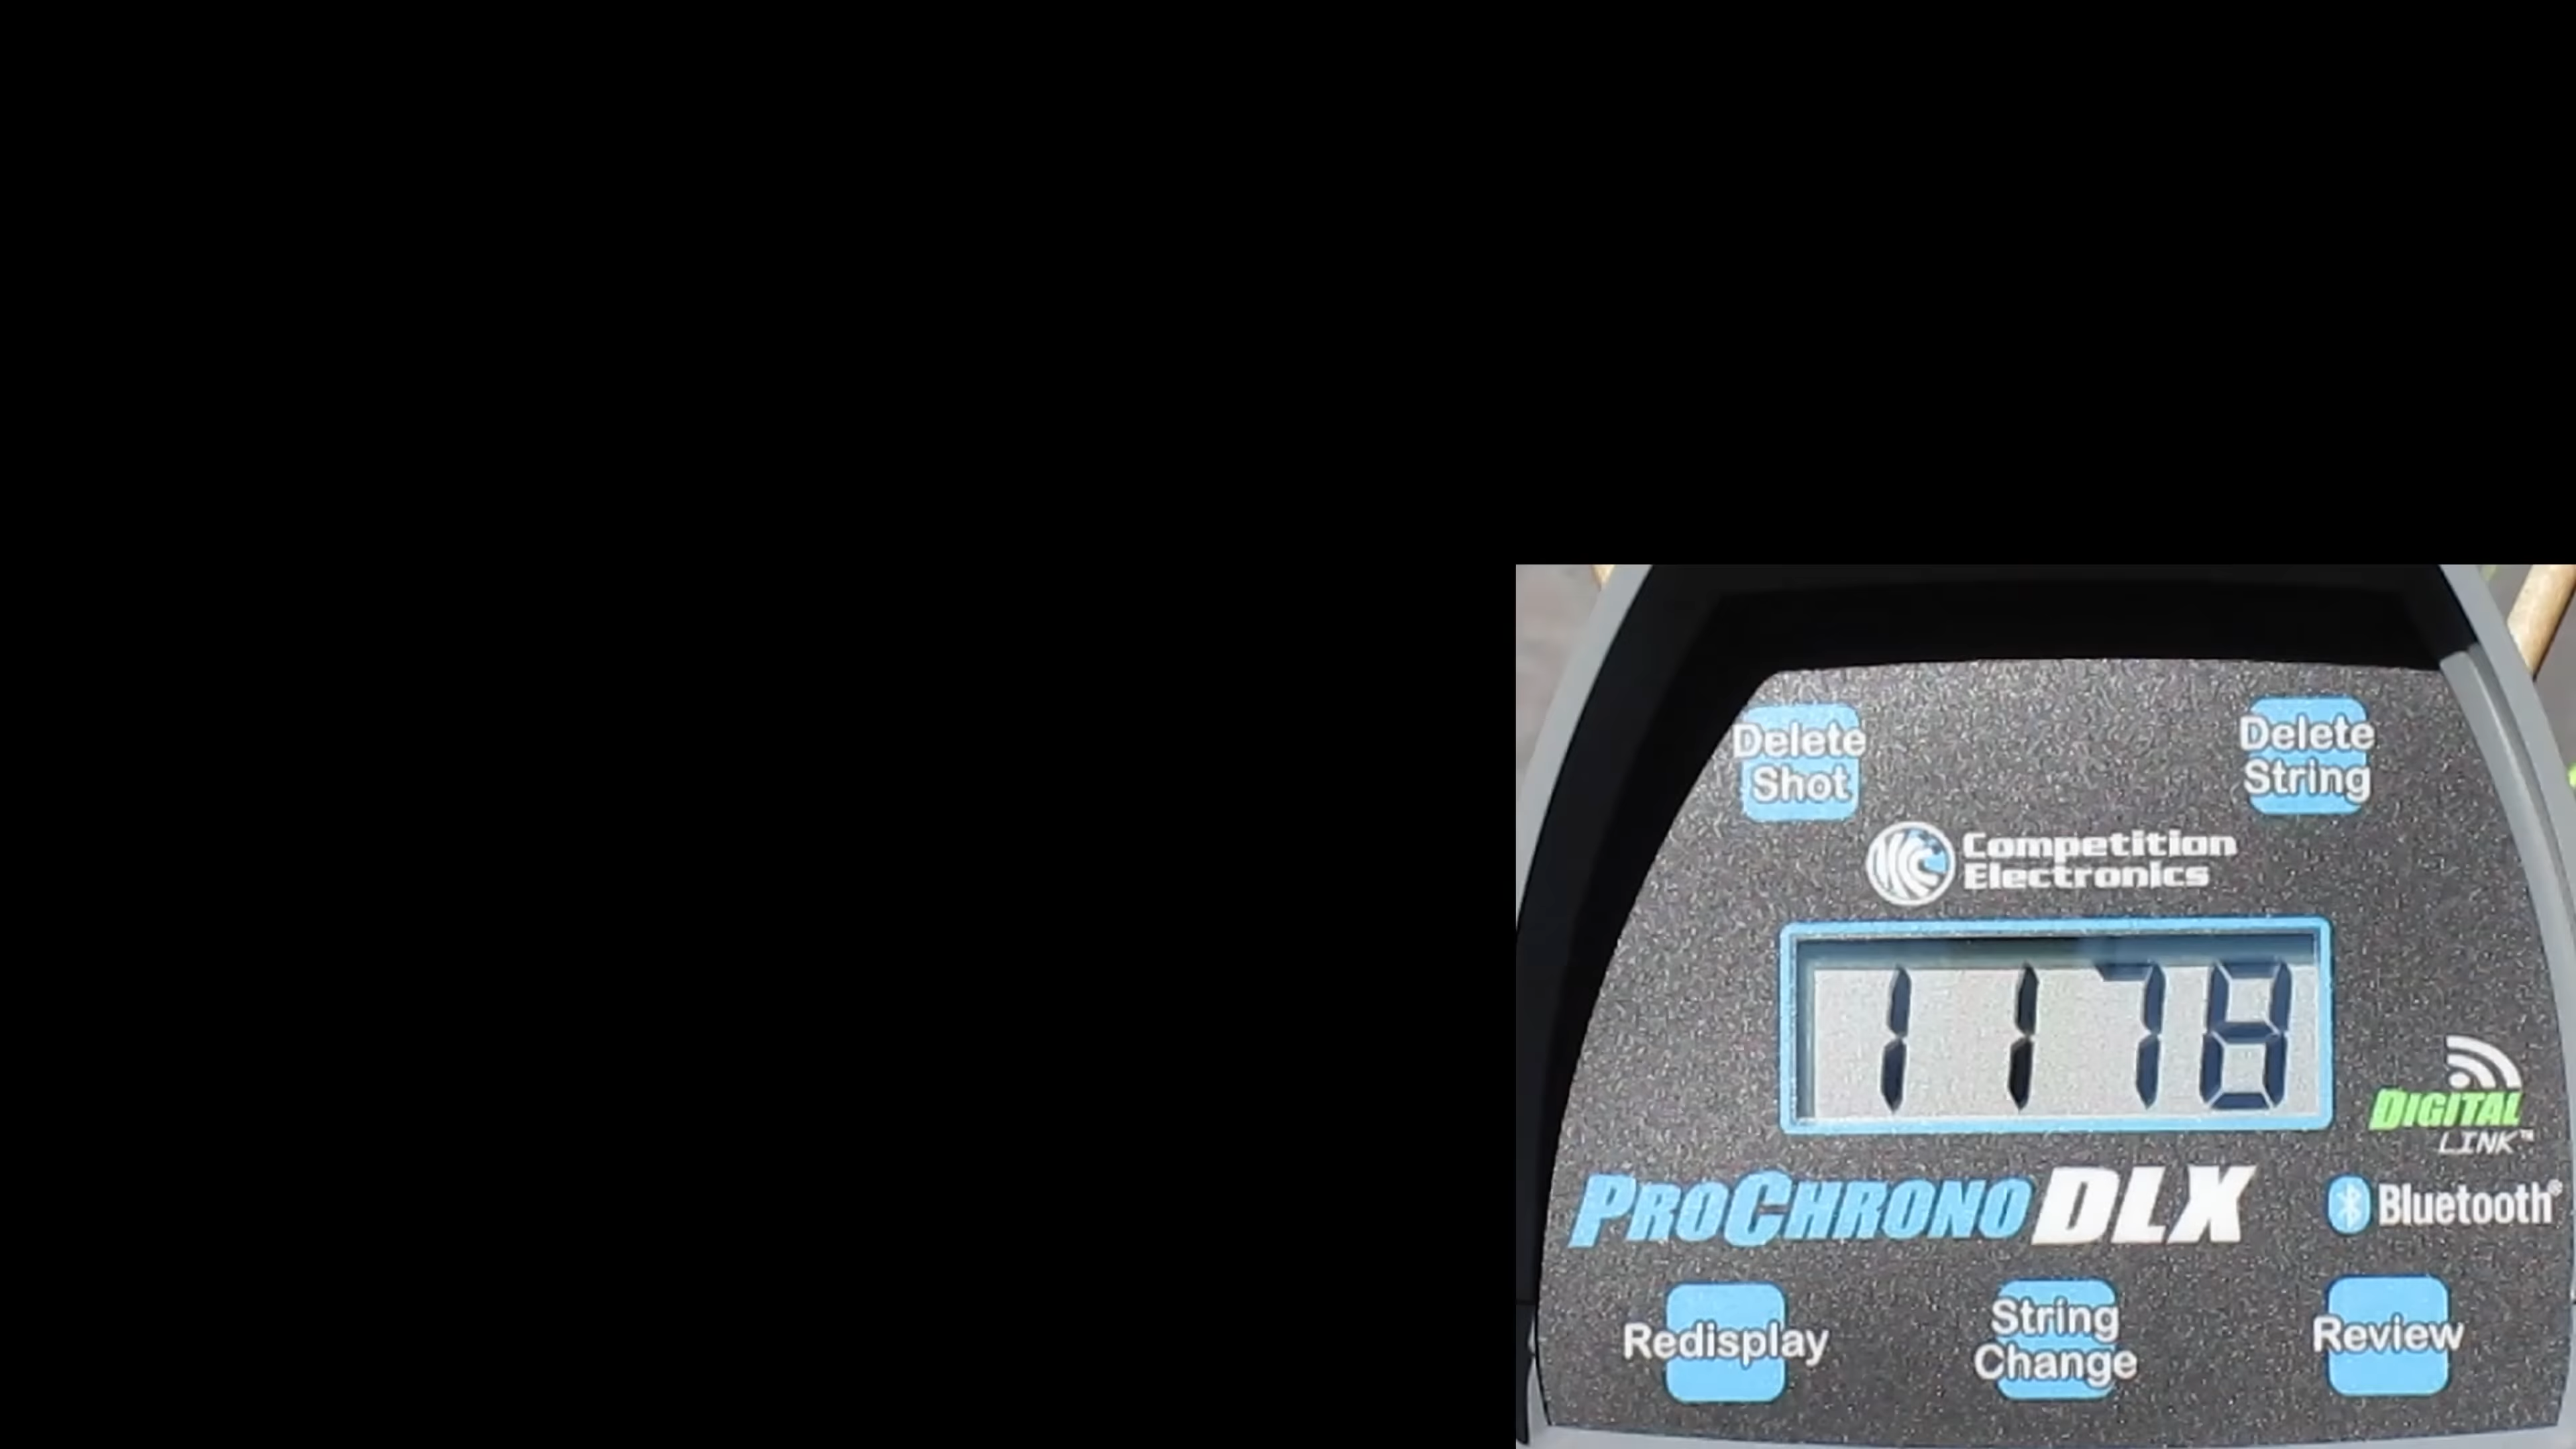 Delete
Shot
Delete
String
Competition
Electronics
1178
DIGITAL
LINK™
PROCHRONO DLX
Bluetooth®
Redisplay
String
Change
Review